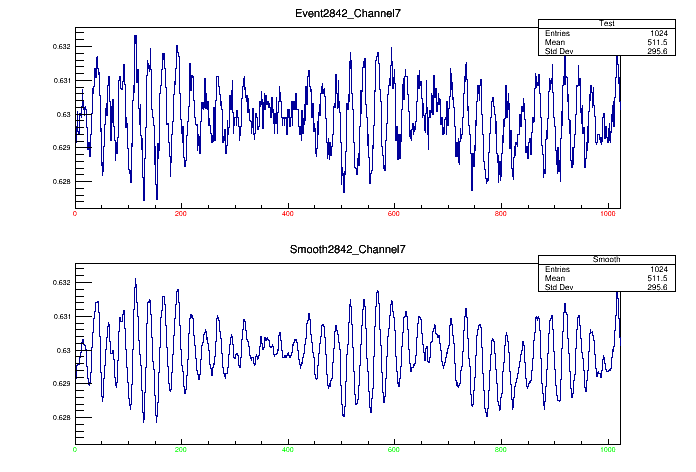 Event2842_Channel7
Test
Entries 1024
Mean 511.5
Std Dev 295.6
0.632
0.631
0.63
0.629
0.628
0 200 400 600 800 1000
Smooth2842_Channel7
Smooth
Entries 1024
Mean 511.5
Std Dev 295.6
0.632
0.631
0.63
0.629
0.628
0 200 400 600 800 1000